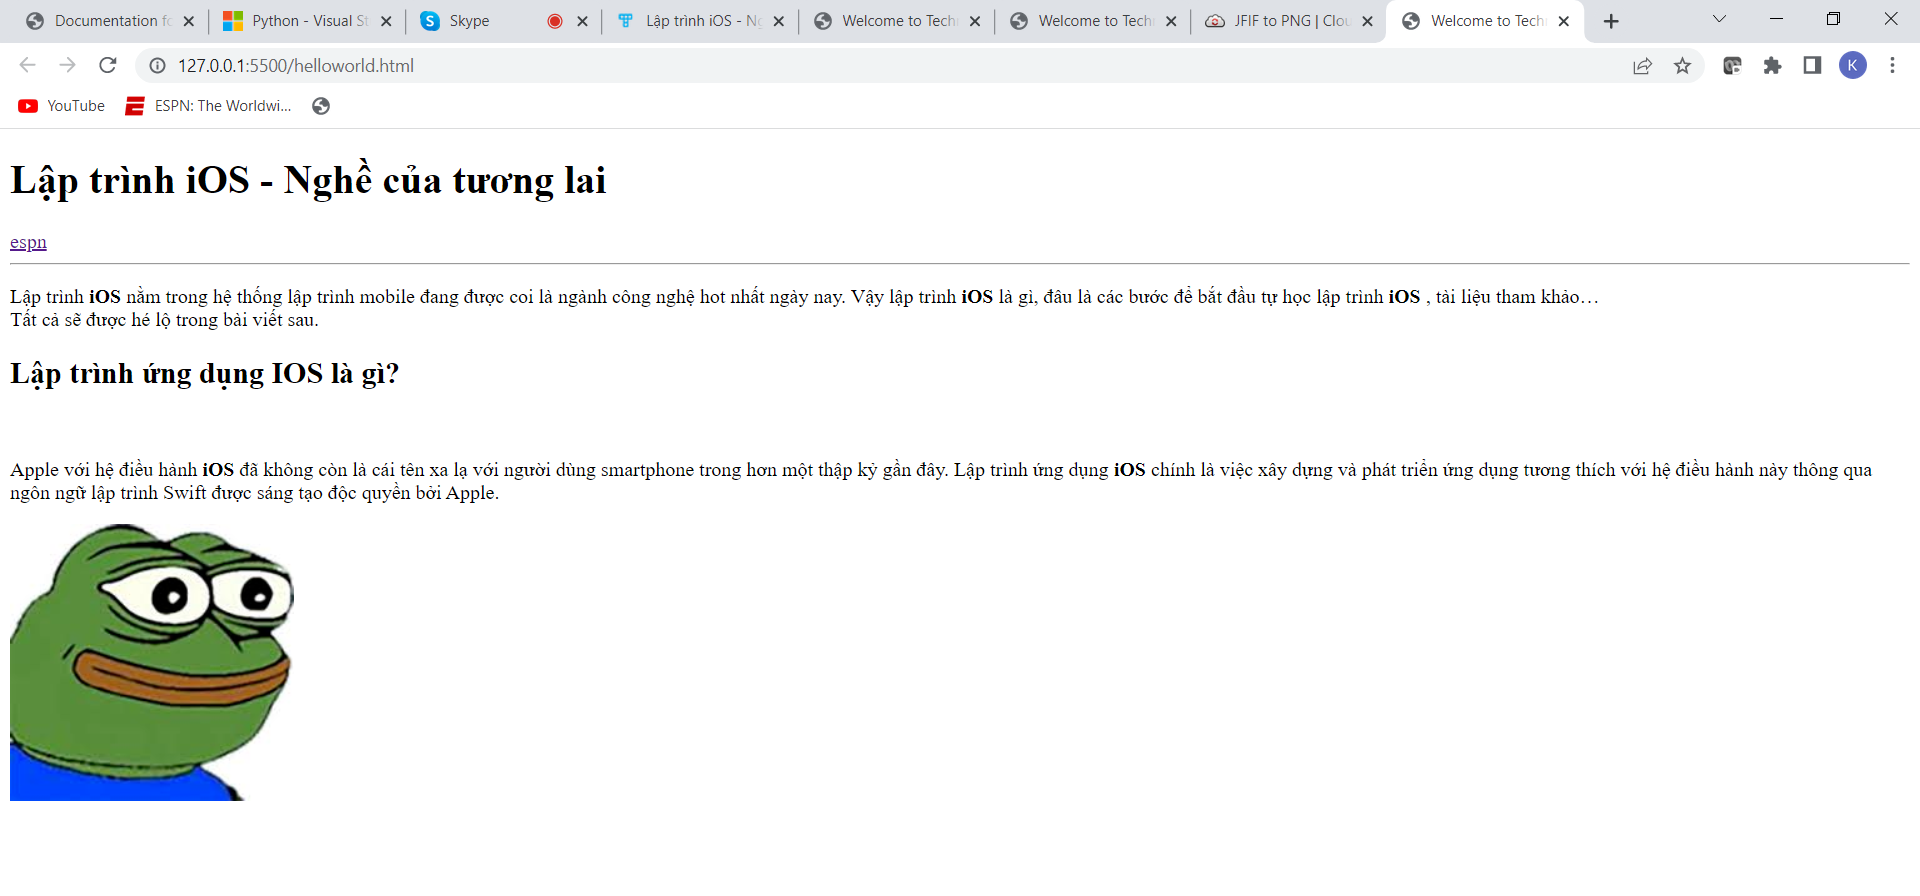 Documentation fo
Python - Visual St
Skype
Lập trình iOS - Ng
Welcome to Tech
Welcome to Tech
JFIF to PNG | Clou
Welcome to Tech
127.0.0.1:5500/helloworld.html
K
YouTube
ESPN: The Worldwi...
Lập trình iOS - Nghề của tương lai
espn
Lập trình iOS nằm trong hệ thống lập trình mobile đang được coi là ngành công nghệ hot nhất ngày nay. Vậy lập trình iOS là gì, đâu là các bước để bắt đầu tự học lập trình iOS , tài liệu tham khảo…
Tất cả sẽ được hé lộ trong bài viết sau.
Lập trình ứng dụng IOS là gì?
Apple với hệ điều hành iOS đã không còn là cái tên xa lạ với người dùng smartphone trong hơn một thập kỷ gần đây. Lập trình ứng dụng iOS chính là việc xây dựng và phát triển ứng dụng tương thích với hệ điều hành này thông qua
ngôn ngữ lập trình Swift được sáng tạo độc quyền bởi Apple.